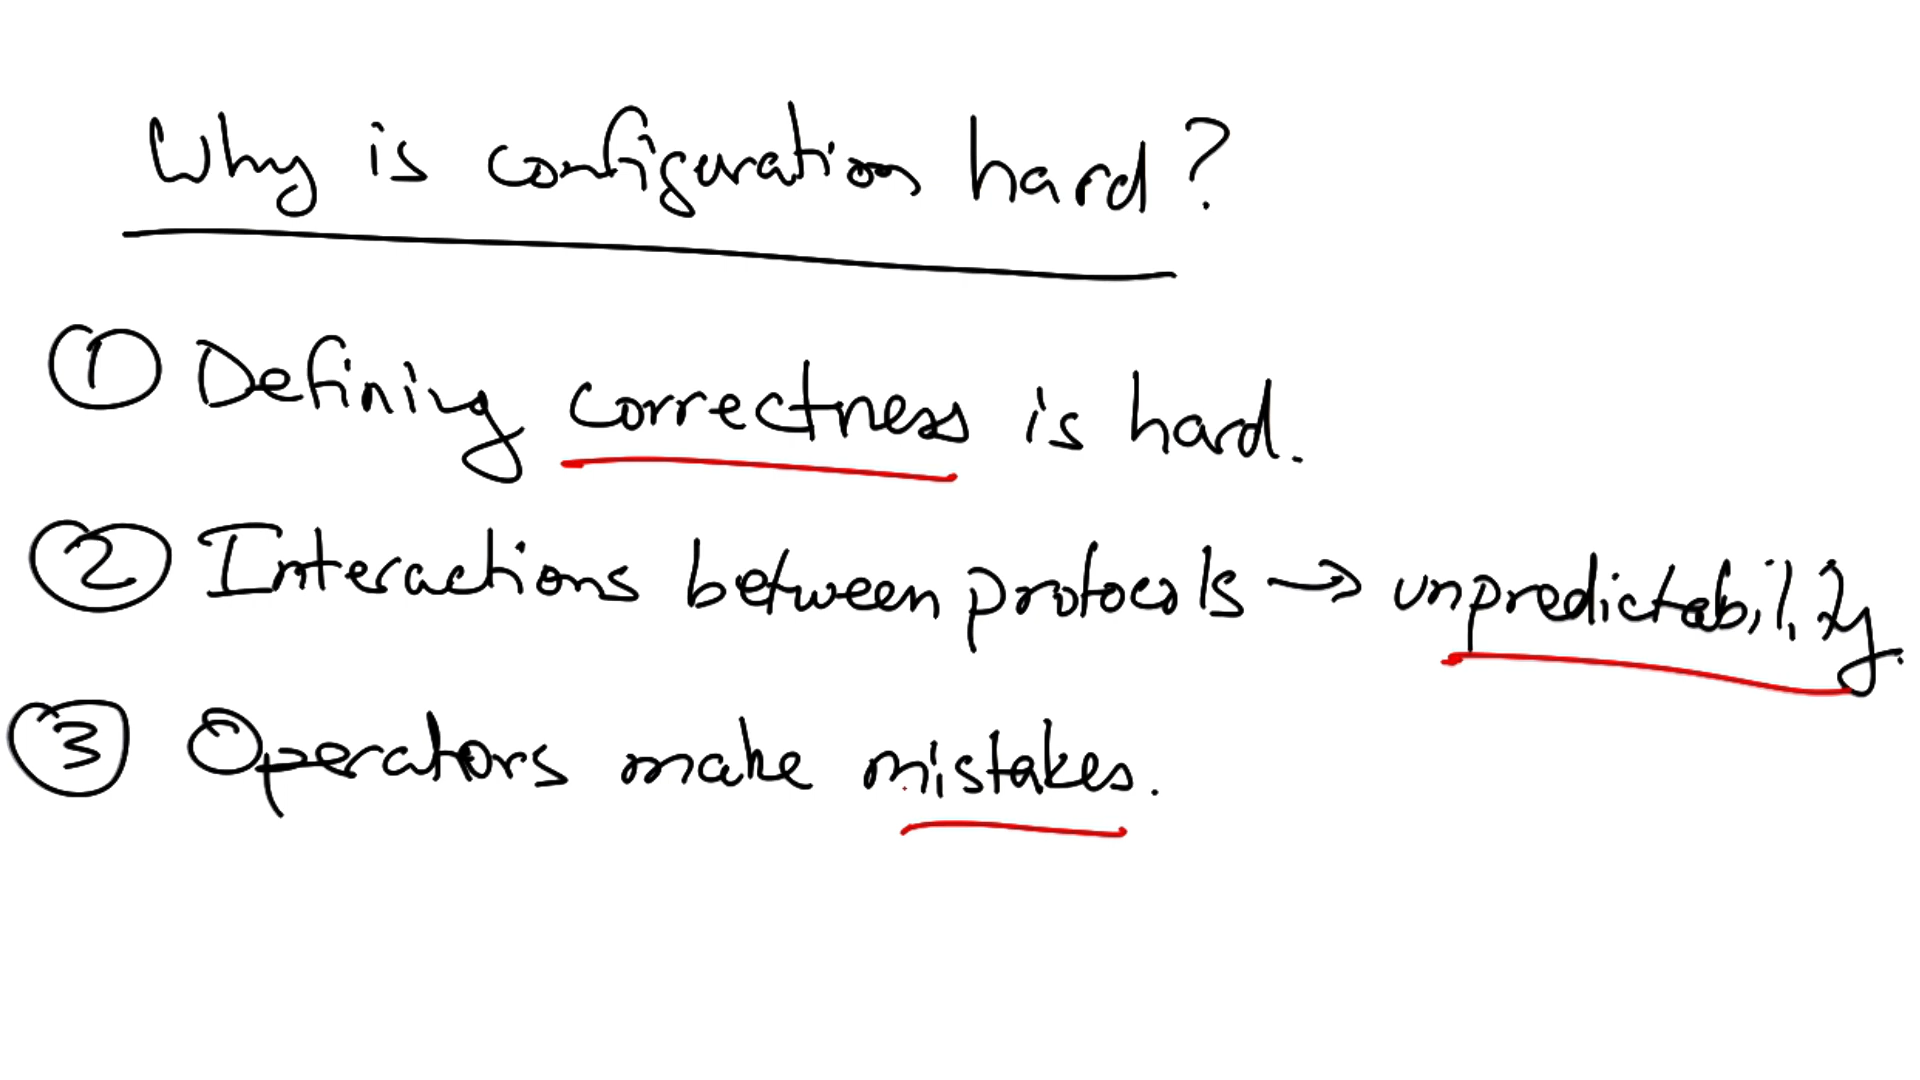 Why is configuration hard?
① Defining correctness is hard.
② Interactions between protocols → unpredictability.
③ Operators make mistakes.